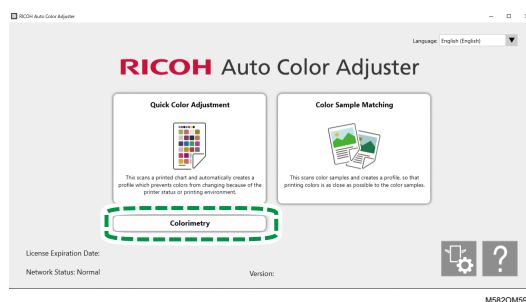 RICOH Auto Color Adjuster
Language: English (English)
RICOH Auto Color Adjuster
Quick Color Adjustment
This scans a printed chart and automatically creates a
profile which prevents colors from changing because of the
printer status or printing environment.
Color Sample Matching
This scans color samples and creates a profile, so that
printing colors is as close as possible to the color samples.
Colorimetry
License Expiration Date:
Network Status: Normal
Version:
?
M582OM59